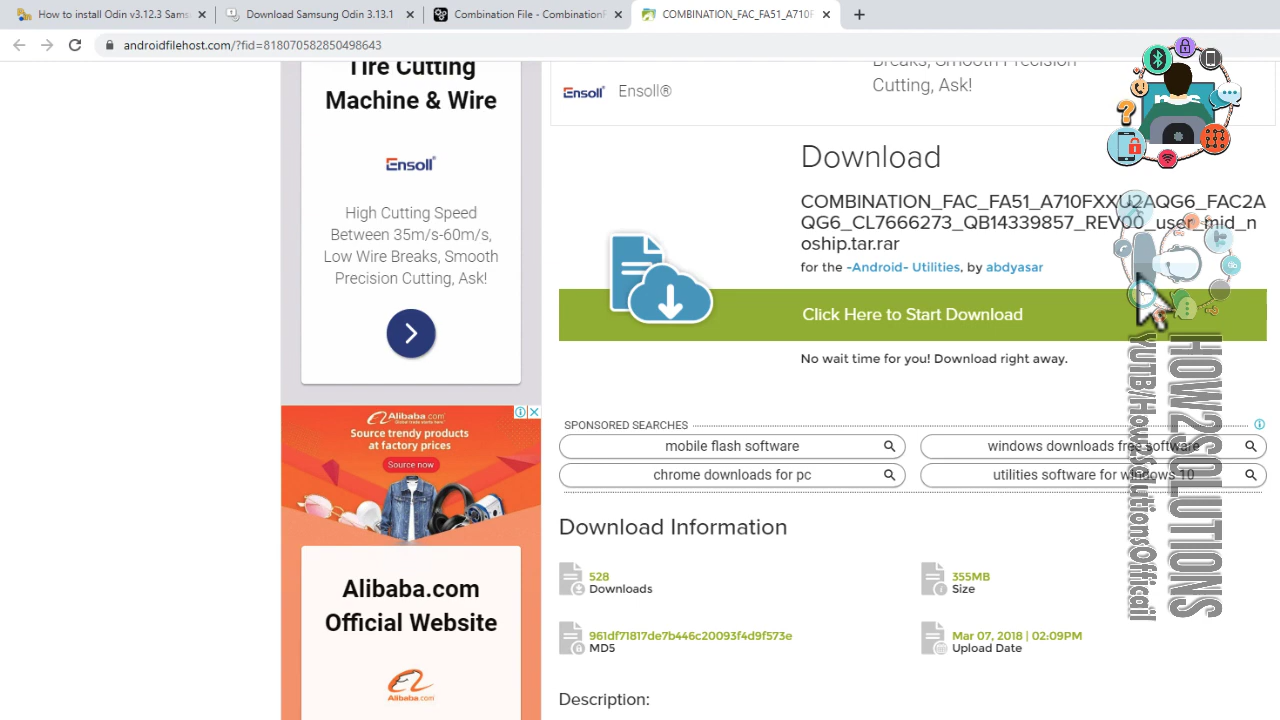 How to install Odin v3.12.3 Sams
Download Samsung Odin 3.13.1
Combination File - CombinationF
COMBINATION_FAC_FA51_A710F
androidfilehost.com/?fid=818070582850498643
Tire Cutting
Machine & Wire
Ensoll
High Cutting Speed
Between 35m/s-60m/s,
Low Wire Breaks, Smooth
Precision Cutting, Ask!
Alibaba.com
Source trendy products
at factory prices
Source now
Alibaba.com
Official Website
Alibaba.com
Ensoll
Ensoll®
Breaks, Smooth Precision
Cutting, Ask!
Download
COMBINATION_FAC_FA51_A710FXXU2AQG6_FAC2A
QG6_CL7666273_QB14339857_REV00_user_mid_n
oship.tar.rar
for the -Android- Utilities, by abdyasar
Click Here to Start Download
No wait time for you! Download right away.
SPONSORED SEARCHES
mobile flash software
windows downloads free software
chrome downloads for pc
utilities software for windows 10
Download Information
528
Downloads
355MB
Size
961df71817de7b446c20093f4d9f573e
MD5
Mar 07, 2018 | 02:09PM
Upload Date
Description:
HOW2SOLUTIONS
YUTB/How2SolutionsOfficail